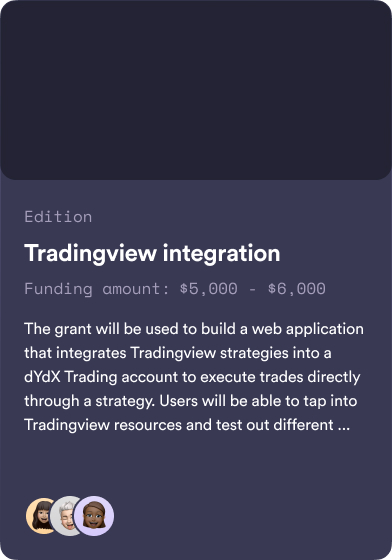 Edition
Tradingview integration
Funding amount: $5,000 - $6,000
The grant will be used to build a web application
that integrates Tradingview strategies into a
dYdX Trading account to execute trades directly
through a strategy. Users will be able to tap into
Tradingview resources and test out different ...